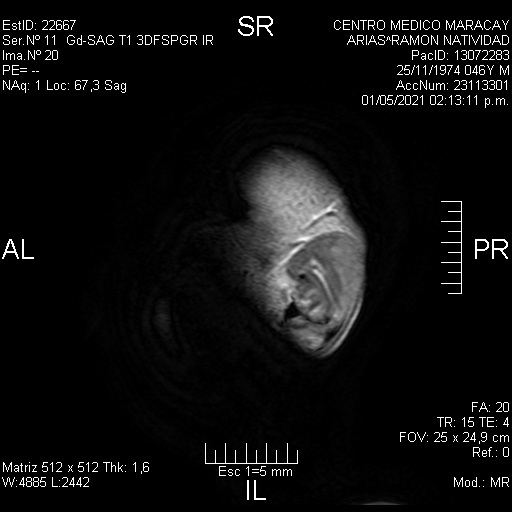 EstID: 22667
Ser.Nº 11 Gd-SAG T1 3DFSPGR IR
Ima.Nº 20
PE= --
NAq: 1 Loc: 67,3 Sag
SR
CENTRO MEDICO MARACAY
ARIAS^RAMON NATIVIDAD
PacID: 13072283
25/11/1974 046Y M
AccNum: 23113301
01/05/2021 02:13:11 p.m.
AL
PR
FA: 20
TR: 15 TE: 4
FOV: 25 x 24,9 cm
Ref.: 0
Mod.: MR
Matriz 512 x 512 Thk: 1,6
W:4885 L:2442
Esc 1=5 mm
IL